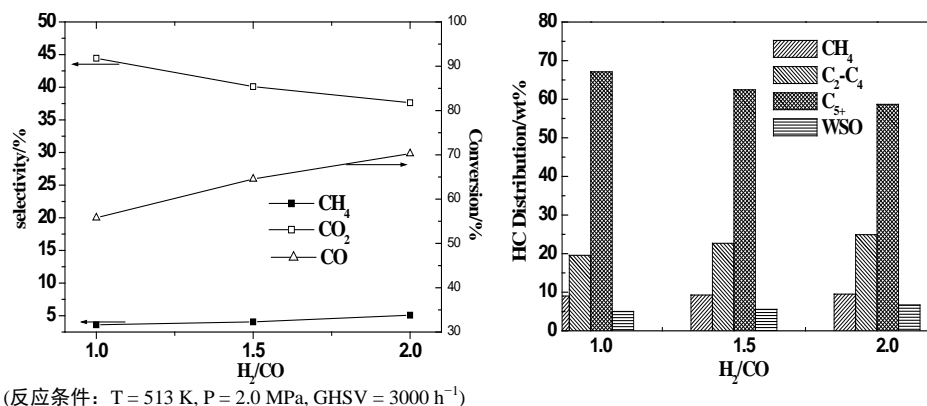 50
45
40
35
30
25
20
15
10
5
selectivity/%
100
90
80
70
60
50
40
30
Conversion/%
CH₄
CO₂
CO
1.0 1.5 2.0
H₂/CO
80
70
60
50
40
30
20
10
0
HC Distribution/wt%
CH₄
C₂-C₄
C₅₊
WSO
1.0 1.5 2.0
H₂/CO
(反应条件：T = 513 K, P = 2.0 MPa, GHSV = 3000 h⁻¹)